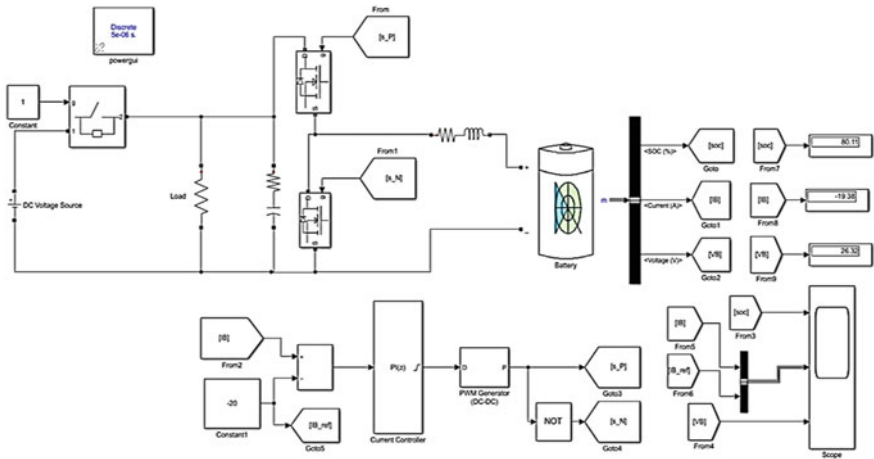 Discrete
5e-06 s.
powergui
From
[s_P]
1
Constant
g
1
2
DC Voltage Source
Load
From1
[s_N]
+
−
Battery
m
<SOC (%)>
[soc]
Goto
[soc]
From7
80.11
<Current (A)>
[IB]
Goto1
[IB]
From8
-19.38
<Voltage (V)>
[VB]
Goto2
[VB]
From9
26.32
[IB]
From2
+
−
-20
Constant1
[IB_ref]
Goto5
PI(z)
Current Controller
D
P
PWM Generator
(DC-DC)
[s_P]
Goto3
NOT
[s_N]
Goto4
[soc]
From3
[IB]
From5
[IB_ref]
From6
[VB]
From4
Scope